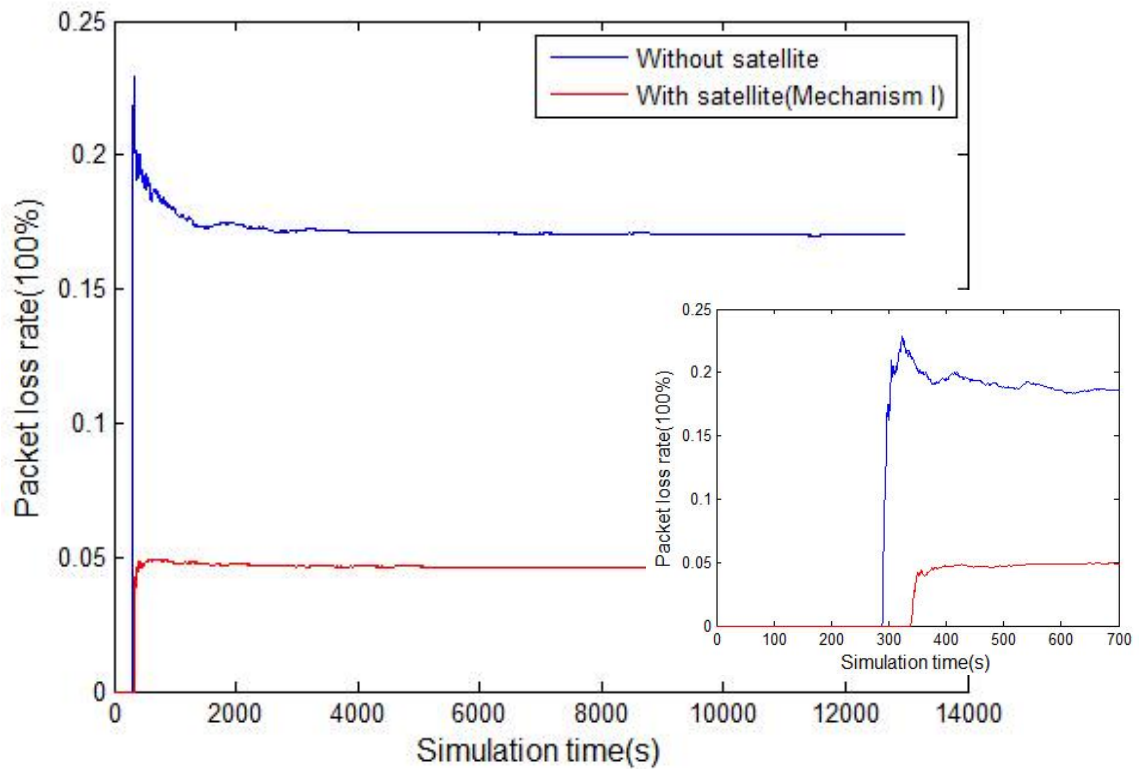 0.25
0.2
0.15
0.1
0.05
0
Packet loss rate(100%)
Without satellite
With satellite(Mechanism I)
0 2000 4000 6000 8000 10000 12000 14000
Simulation time(s)
0.25
0.2
0.15
0.1
0.05
0
Packet loss rate(100%)
0 100 200 300 400 500 600 700
Simulation time(s)